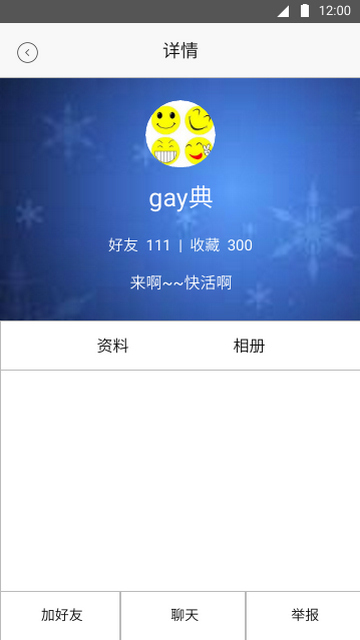 12:00
详情
gay典
好友 111 | 收藏 300
来啊~~快活啊
资料 相册
加好友 聊天 举报